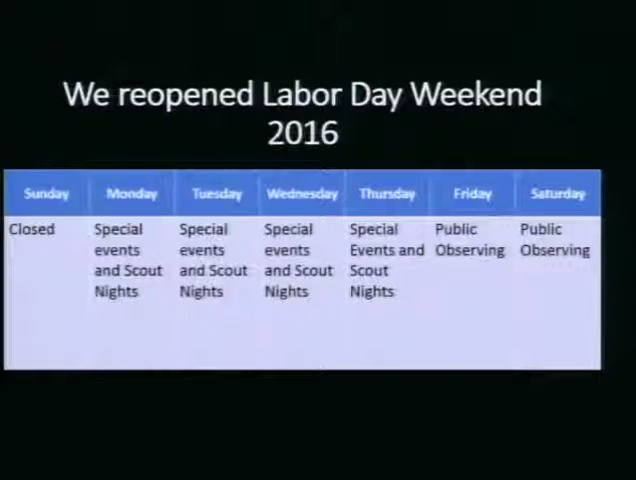 We reopened Labor Day Weekend
2016
Sunday Monday Tuesday Wednesday Thursday Friday Saturday
Closed Special Special Special Special Public Public
events events events Events and Observing Observing
and Scout and Scout and Scout Scout
Nights Nights Nights Nights